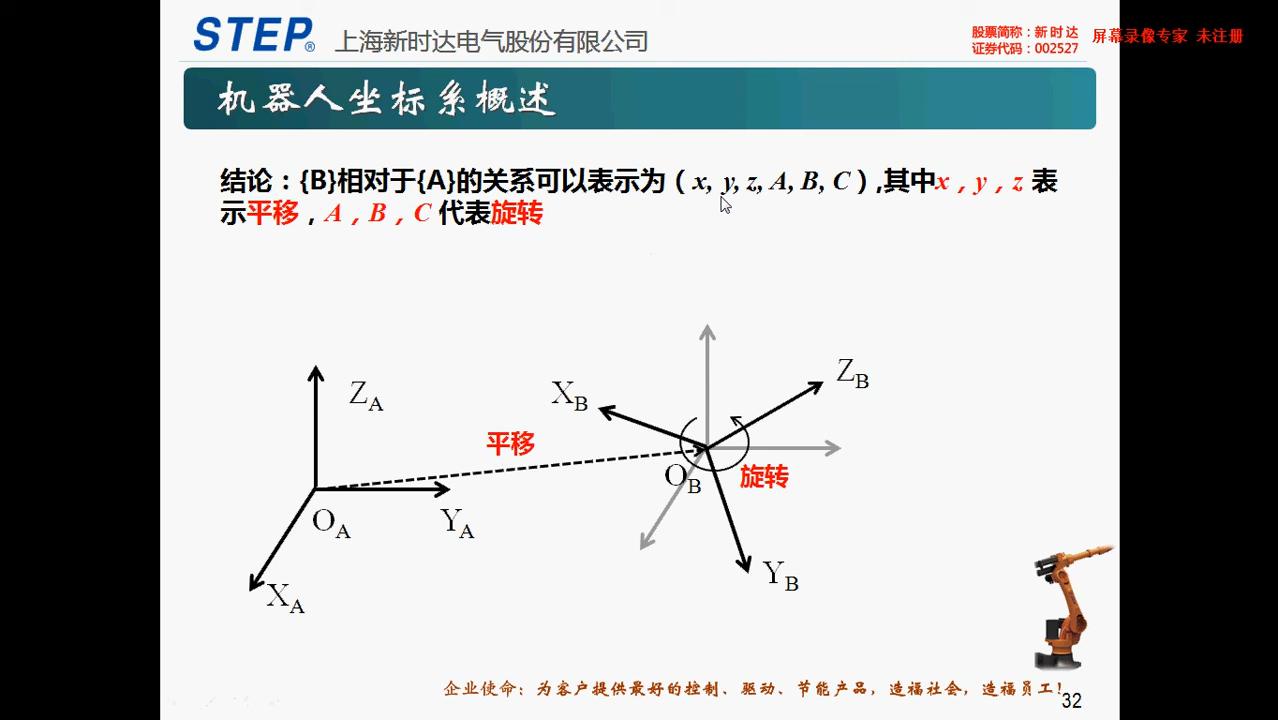 STEP® 上海新时达电气股份有限公司
股票简称：新时达
证券代码：002527
屏幕录像专家 未注册
机器人坐标系概述
结论：{B}相对于{A}的关系可以表示为（x, y, z, A, B, C）,其中x，y，z 表
示平移，A，B，C 代表旋转
Z_A
X_B
Z_B
平移
O_B
旋转
O_A
Y_A
X_A
Y_B
企业使命：为客户提供最好的控制、驱动、节能产品，造福社会，造福员工！
32